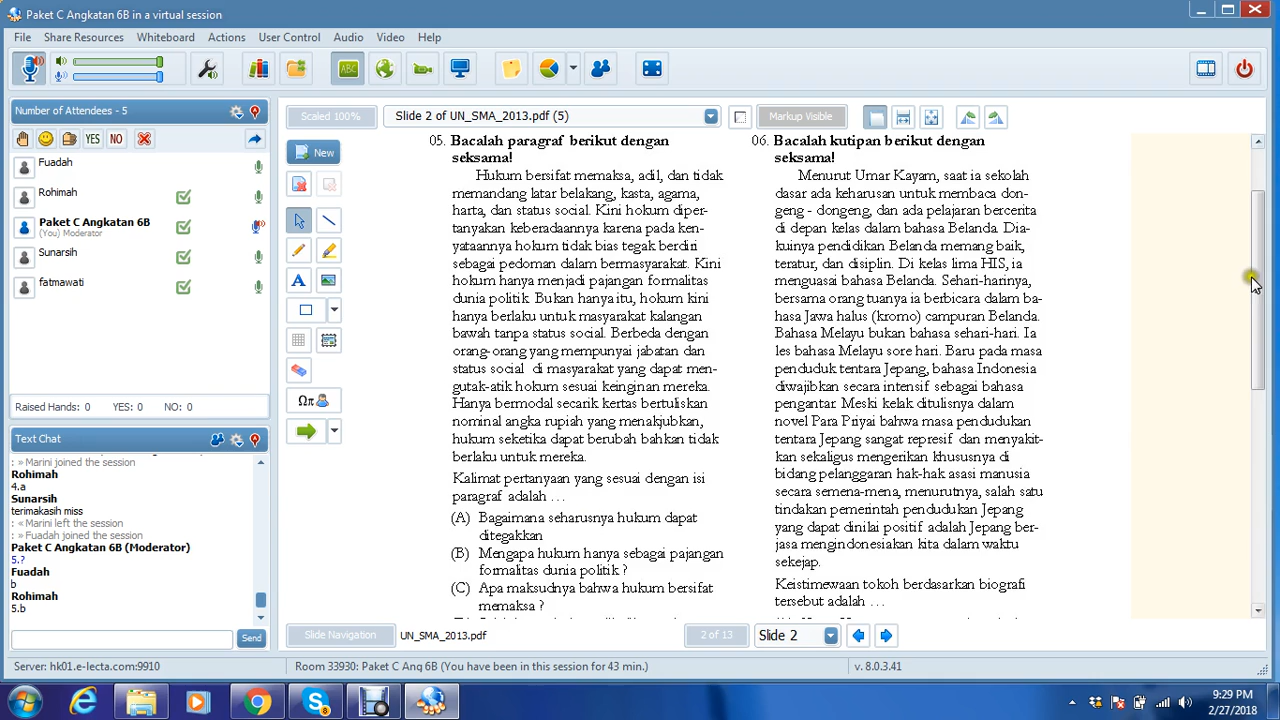 Paket C Angkatan 6B in a virtual session
File Share Resources Whiteboard Actions User Control Audio Video Help
Number of Attendees - 5
YES NO
Fuadah
Rohimah
Paket C Angkatan 6B
(You) Moderator
Sunarsih
fatmawati
Raised Hands: 0 YES: 0 NO: 0
Text Chat
: » Marini joined the session
Rohimah
4.a
Sunarsih
terimakasih miss
: » Marini left the session
: » Fuadah joined the session
Paket C Angkatan 6B (Moderator)
5.?
Fuadah
b
Rohimah
5.b
Send
Scaled 100% Slide 2 of UN_SMA_2013.pdf (5) Markup Visible
ABC
New
A
Ωπ
05. Bacalah paragraf berikut dengan
seksama!
Hukum bersifat memaksa, adil, dan tidak
memandang latar belakang, kasta, agama,
harta, dan status social. Kini hokum diper-
tanyakan keberadaannya karena pada ken-
yataannya hokum tidak bias tegak berdiri
sebagai pedoman dalam bermasyarakat. Kini
hokum hanya menjadi pajangan formalitas
dunia politik. Bukan hanya itu, hokum kini
hanya berlaku untuk masyarakat kalangan
bawah tanpa status social. Berbeda dengan
orang-orang yang mempunyai jabatan dan
status social di masyarakat yang dapat men-
gutak-atik hokum sesuai keinginan mereka.
Hanya bermodal secarik kertas bertuliskan
nominal angka rupiah yang menakjubkan,
hukum seketika dapat berubah bahkan tidak
berlaku untuk mereka.
Kalimat pertanyaan yang sesuai dengan isi
paragraf adalah …
(A) Bagaimana seharusnya hukum dapat
ditegakkan
(B) Mengapa hukum hanya sebagai pajangan
formalitas dunia politik ?
(C) Apa maksudnya bahwa hukum bersifat
memaksa ?
06. Bacalah kutipan berikut dengan
seksama!
Menurut Umar Kayam, saat ia sekolah
dasar ada keharusan untuk membaca don-
geng - dongeng, dan ada pelajaran bercerita
di depan kelas dalam bahasa Belanda. Dia-
kuinya pendidikan Belanda memang baik,
teratur, dan disiplin. Di kelas lima HIS, ia
menguasai bahasa Belanda. Sehari-harinya,
bersama orang tuanya ia berbicara dalam ba-
hasa Jawa halus (kromo) campuran Belanda.
Bahasa Melayu bukan bahasa sehari-hari. Ia
les bahasa Melayu sore hari. Baru pada masa
penduduk tentara Jepang, bahasa Indonesia
diwajibkan secara intensif sebagai bahasa
pengantar. Meski kelak ditulisnya dalam
novel Para Priyai bahwa masa pendudukan
tentara Jepang sangat represif dan menyakit-
kan sekaligus mengerikan khususnya di
bidang pelanggaran hak-hak asasi manusia
secara semena-mena, menurutnya, salah satu
tindakan pemerintah pendudukan Jepang
yang dapat dinilai positif adalah Jepang ber-
jasa mengindonesiakan kita dalam waktu
sekejap.
Keistimewaan tokoh berdasarkan biografi
tersebut adalah …
Slide Navigation UN_SMA_2013.pdf 2 of 13 Slide 2
Server: hk01.e-lecta.com:9910 Room 33930: Paket C Ang 6B (You have been in this session for 43 min.) v. 8.0.3.41
9:29 PM
2/27/2018